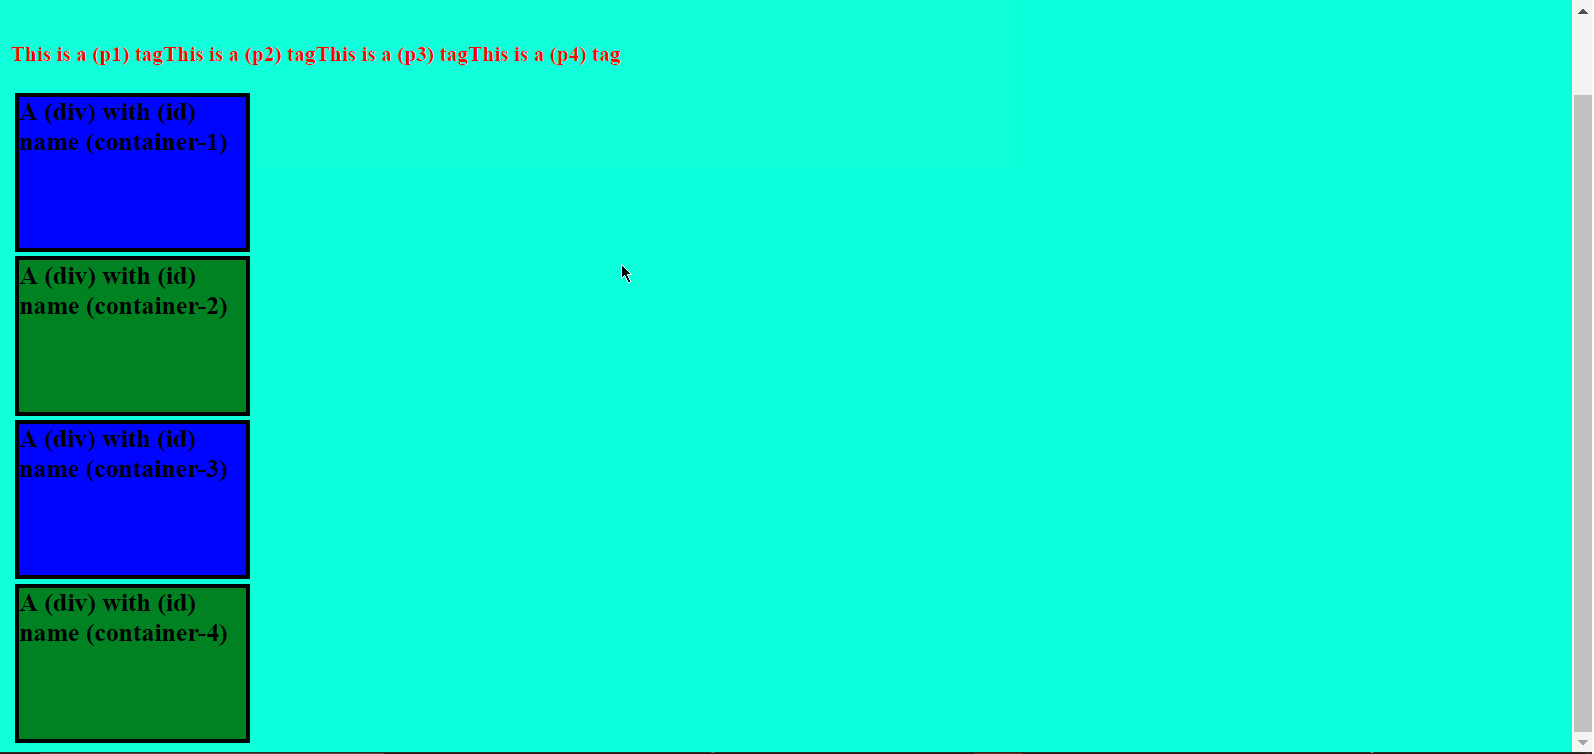 This is a (p1) tagThis is a (p2) tagThis is a (p3) tagThis is a (p4) tag
A (div) with (id)
name (container-1)
A (div) with (id)
name (container-2)
A (div) with (id)
name (container-3)
A (div) with (id)
name (container-4)